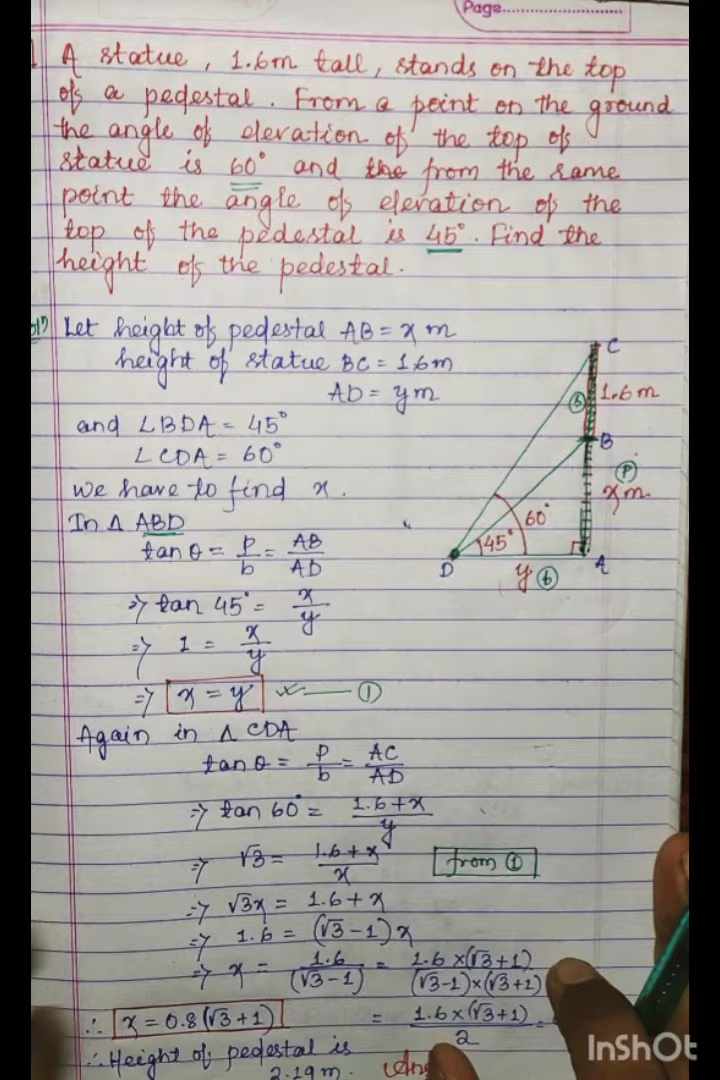 Page..............................
A statue, 1.6m tall, stands on the top
of a pedestal. From a point on the ground
the angle of elevation of the top of
statue is 60° and the from the same
point the angle of elevation of the
top of the pedestal is 45°. Find the
height of the pedestal.
Let height of pedestal AB = x m
height of statue BC = 1.6m
AD = y m
and ∠BDA = 45°
∠CDA = 60°
we have to find x.
In Δ ABD
tan θ = p/b = AB/AD
⇒ tan 45° = x/y
⇒ 1 = x/y
⇒ x = y ①
C
1.6 m
B
(p)
x m
60°
45°
D
y (b)
A
Again in Δ CDA
tan θ = p/b = AC/AD
⇒ tan 60° = 1.6+x/y
⇒ √3 = 1.6+x/x from ①
⇒ √3x = 1.6 + x
⇒ 1.6 = (√3-1)x
⇒ x = 1.6/(√3-1) = 1.6×(√3+1)/(√3-1)×(√3+1)
∴ x = 0.8(√3+1) = 1.6×(√3+1)/2 =
∴ Height of pedestal is
2.19m.
InShOt